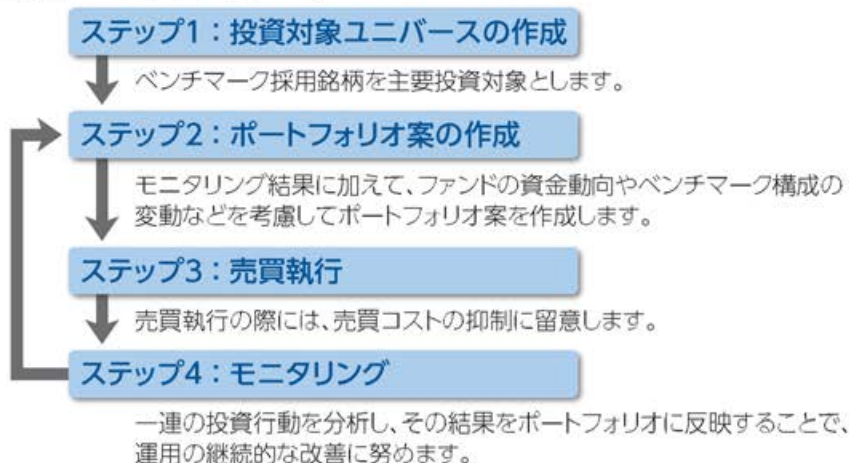 ステップ1：投資対象ユニバースの作成
ベンチマーク採用銘柄を主要投資対象とします。
ステップ2：ポートフォリオ案の作成
モニタリング結果に加えて、ファンドの資金動向やベンチマーク構成の
変動などを考慮してポートフォリオ案を作成します。
ステップ3：売買執行
売買執行の際には、売買コストの抑制に留意します。
ステップ4：モニタリング
一連の投資行動を分析し、その結果をポートフォリオに反映することで、
運用の継続的な改善に努めます。